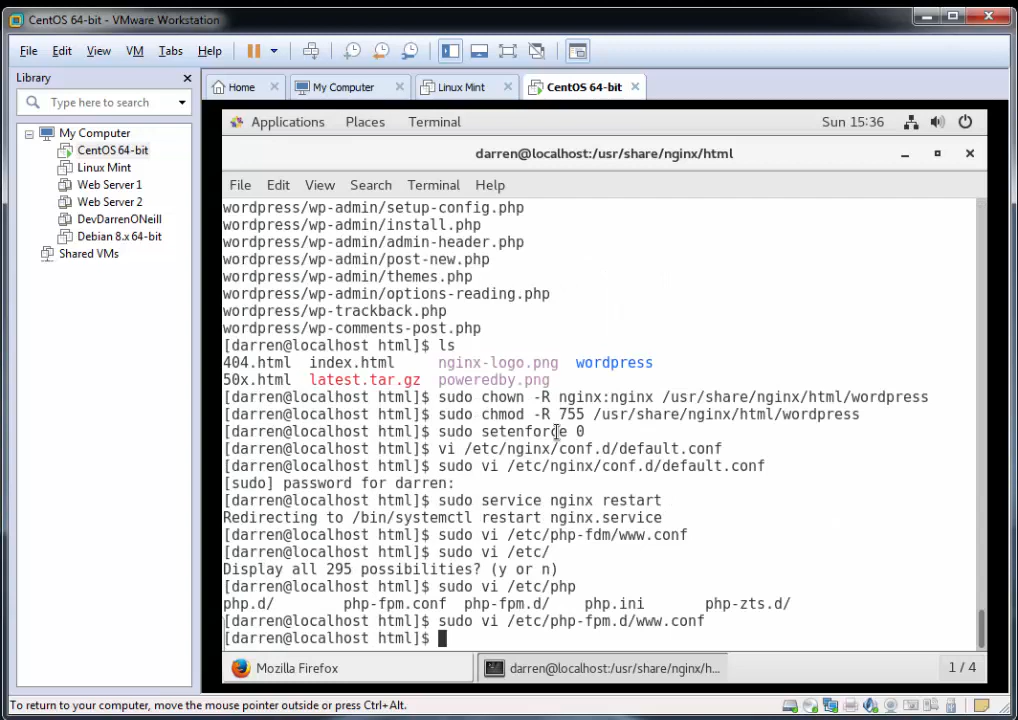 CentOS 64-bit - VMware Workstation
File Edit View VM Tabs Help
Library
Type here to search
My Computer
CentOS 64-bit
Linux Mint
Web Server 1
Web Server 2
DevDarrenONeill
Debian 8.x 64-bit
Shared VMs
Home My Computer Linux Mint CentOS 64-bit
Applications Places Terminal Sun 15:36
darren@localhost:/usr/share/nginx/html
File Edit View Search Terminal Help
wordpress/wp-admin/setup-config.php
wordpress/wp-admin/install.php
wordpress/wp-admin/admin-header.php
wordpress/wp-admin/post-new.php
wordpress/wp-admin/themes.php
wordpress/wp-admin/options-reading.php
wordpress/wp-trackback.php
wordpress/wp-comments-post.php
[darren@localhost html]$ ls
404.html index.html nginx-logo.png wordpress
50x.html latest.tar.gz poweredby.png
[darren@localhost html]$ sudo chown -R nginx:nginx /usr/share/nginx/html/wordpress
[darren@localhost html]$ sudo chmod -R 755 /usr/share/nginx/html/wordpress
[darren@localhost html]$ sudo setenforce 0
[darren@localhost html]$ vi /etc/nginx/conf.d/default.conf
[darren@localhost html]$ sudo vi /etc/nginx/conf.d/default.conf
[sudo] password for darren:
[darren@localhost html]$ sudo service nginx restart
Redirecting to /bin/systemctl restart nginx.service
[darren@localhost html]$ sudo vi /etc/php-fdm/www.conf
[darren@localhost html]$ sudo vi /etc/
Display all 295 possibilities? (y or n)
[darren@localhost html]$ sudo vi /etc/php
php.d/ php-fpm.conf php-fpm.d/ php.ini php-zts.d/
[darren@localhost html]$ sudo vi /etc/php-fpm.d/www.conf
[darren@localhost html]$
Mozilla Firefox darren@localhost:/usr/share/nginx/h... 1 / 4
To return to your computer, move the mouse pointer outside or press Ctrl+Alt.